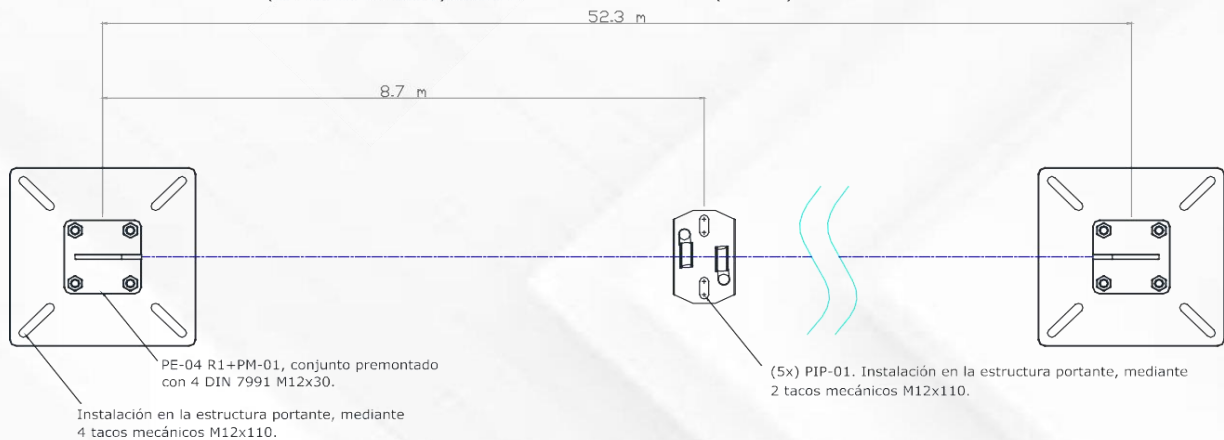 52.3 m
8.7 m
PE-04 R1+PM-01, conjunto premontado
con 4 DIN 7991 M12x30.
(5x) PIP-01. Instalación en la estructura portante, mediante
2 tacos mecánicos M12x110.
Instalación en la estructura portante, mediante
4 tacos mecánicos M12x110.